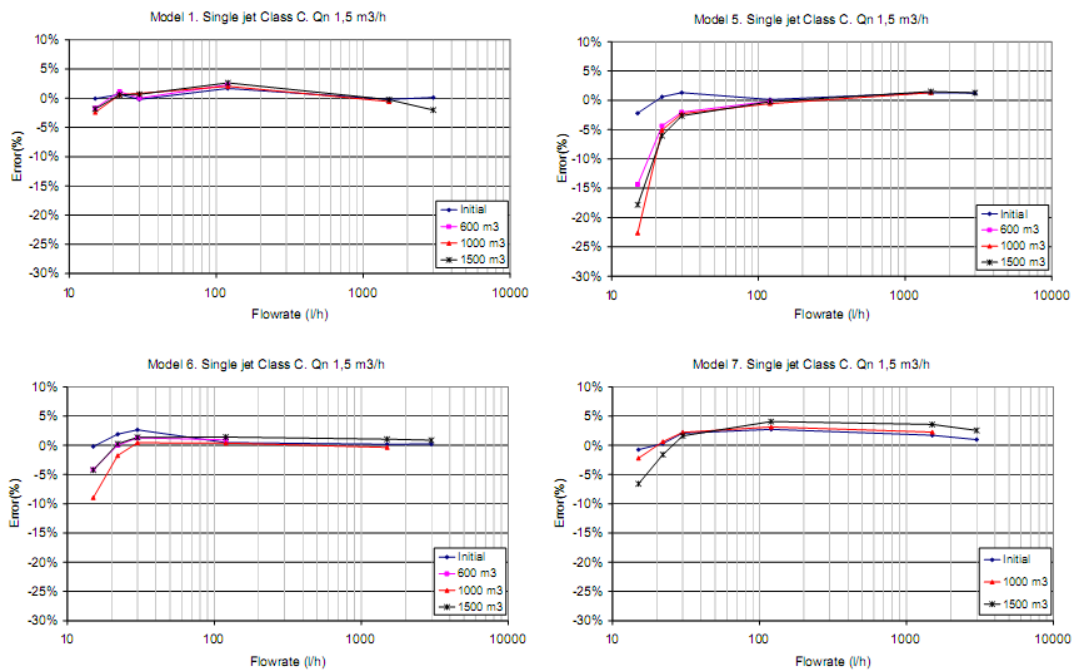 Model 1. Single jet Class C. Qn 1,5 m3/h
10%
5%
0%
-5%
-10%
-15%
-20%
-25%
-30%
Error(%)
Initial
600 m3
1000 m3
1500 m3
10
100
1000
10000
Flowrate (l/h)
Model 5. Single jet Class C. Qn 1,5 m3/h
10%
5%
0%
-5%
-10%
-15%
-20%
-25%
-30%
Error(%)
Initial
600 m3
1000 m3
1500 m3
10
100
1000
10000
Flowrate (l/h)
Model 6. Single jet Class C. Qn 1,5 m3/h
10%
5%
0%
-5%
-10%
-15%
-20%
-25%
-30%
Error(%)
Initial
600 m3
1000 m3
1500 m3
10
100
1000
10000
Flowrate (l/h)
Model 7. Single jet Class C. Qn 1,5 m3/h
10%
5%
0%
-5%
-10%
-15%
-20%
-25%
-30%
Error(%)
Initial
1000 m3
1500 m3
10
100
1000
10000
Flowrate (l/h)